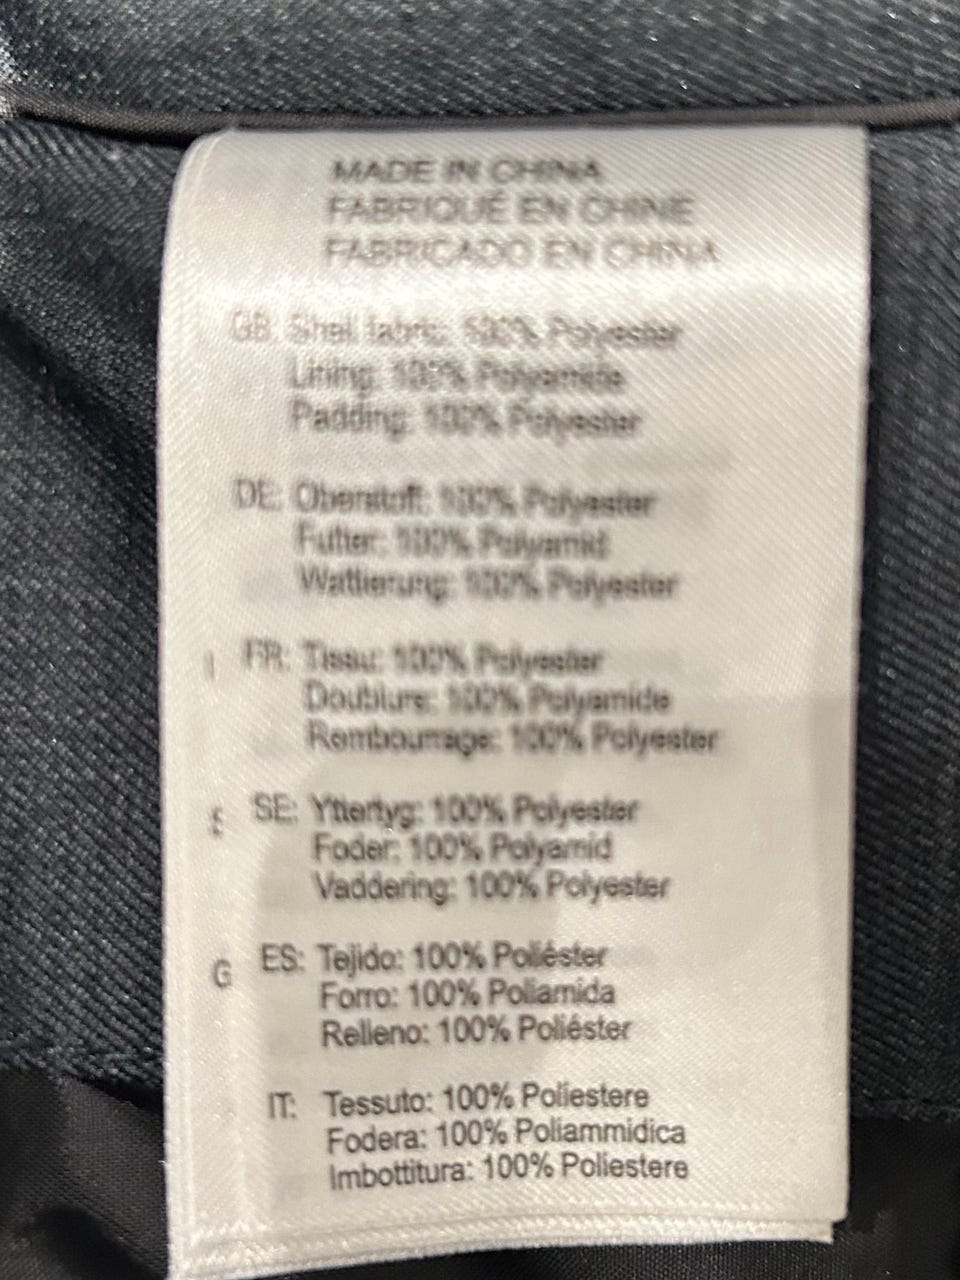 MADE IN CHINA
FABRIQUÉ EN CHINE
FABRICADO EN CHINA
GB: Shell fabric: 100% Polyester
Lining: 100% Polyamide
Padding: 100% Polyester
DE: Oberstoff: 100% Polyester
Futter: 100% Polyamid
Wattierung: 100% Polyester
FR: Tissu: 100% Polyester
Doublure: 100% Polyamide
Rembourrage: 100% Polyester
SE: Yttertyg: 100% Polyester
Foder: 100% Polyamid
Vaddering: 100% Polyester
G
ES: Tejido: 100% Poliéster
Forro: 100% Poliamida
Relleno: 100% Poliéster
IT: Tessuto: 100% Poliestere
Fodera: 100% Poliammidica
Imbottitura: 100% Poliestere